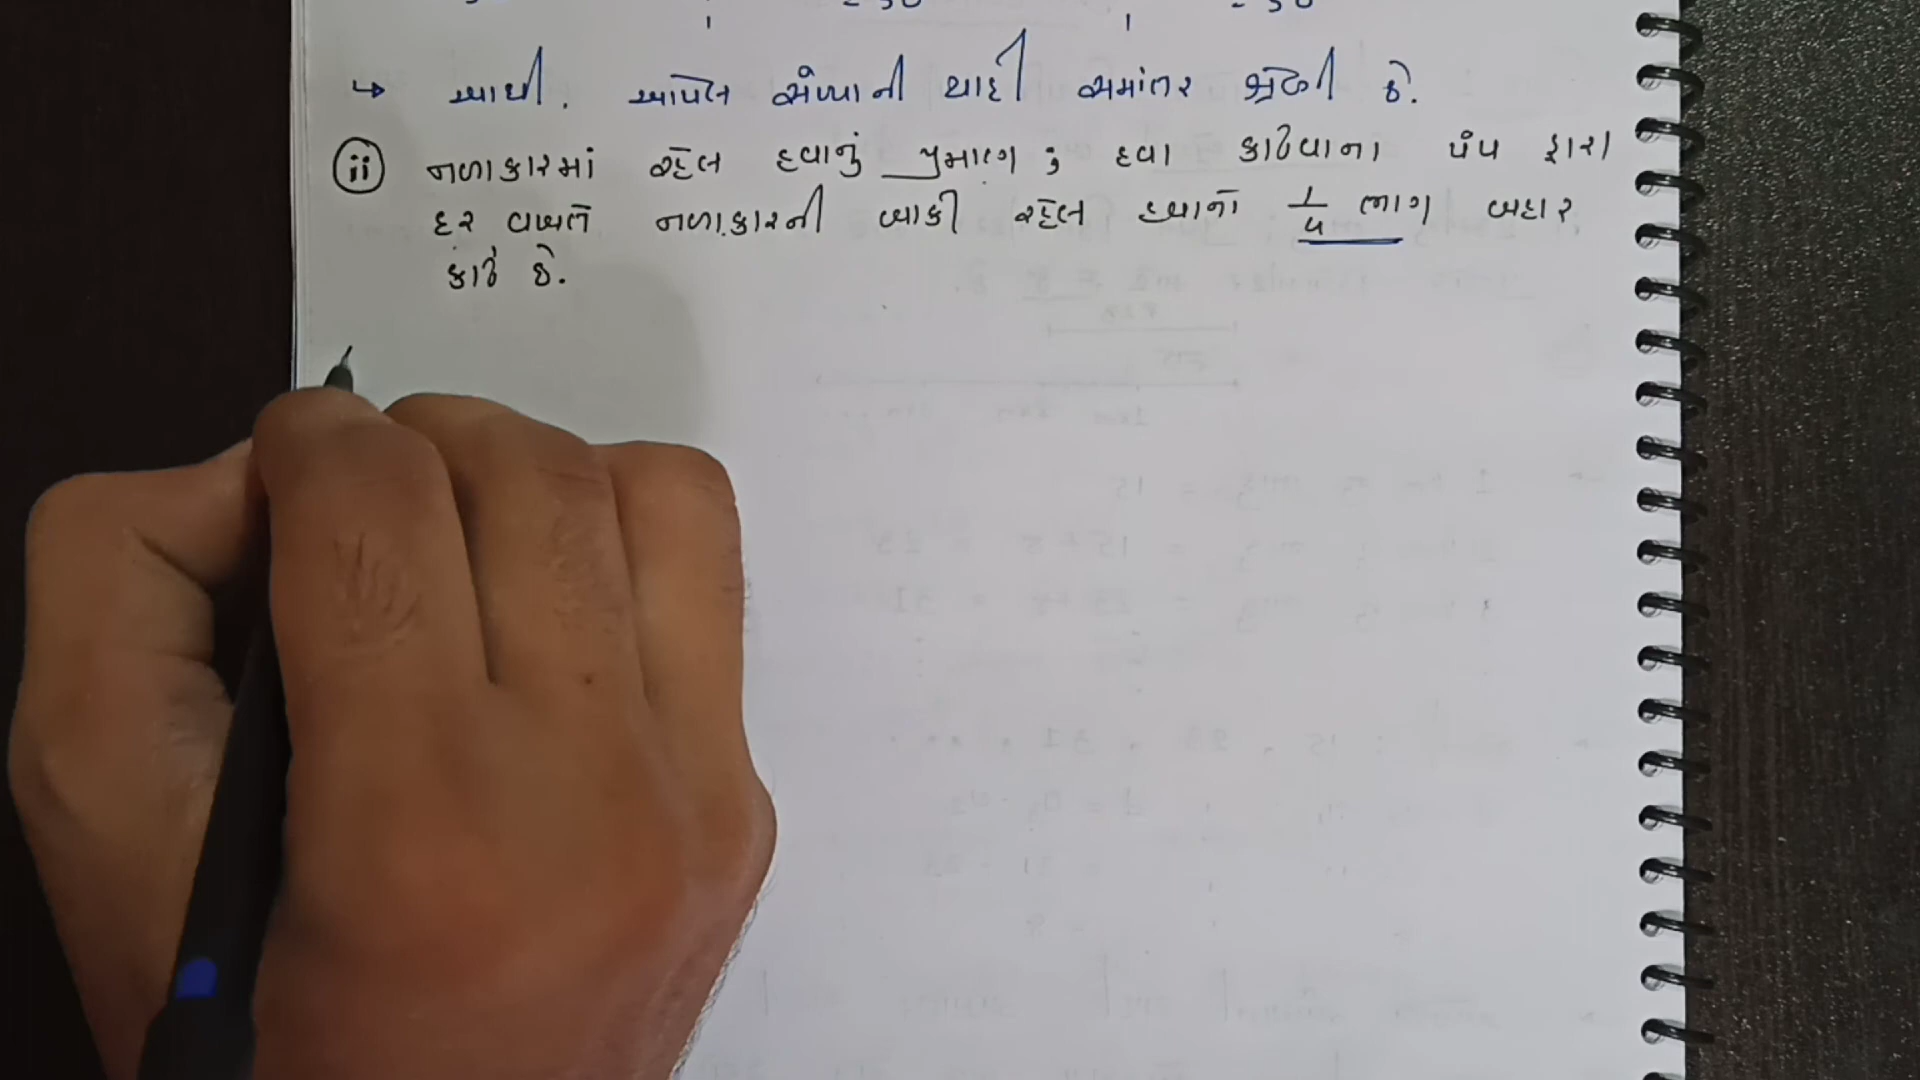 ↳ આથી, આપેલ સંખ્યાની યાદી સમાંતર શ્રેણી છે.
(ii) નળાકારમાં રહેલ હવાનું પ્રમાણ ; હવા કાઢવાના પંપ દ્વારા
દર વખતે નળાકારની બાકી રહેલ હવાનો 1/4 ભાગ બહાર
કાઢે છે.